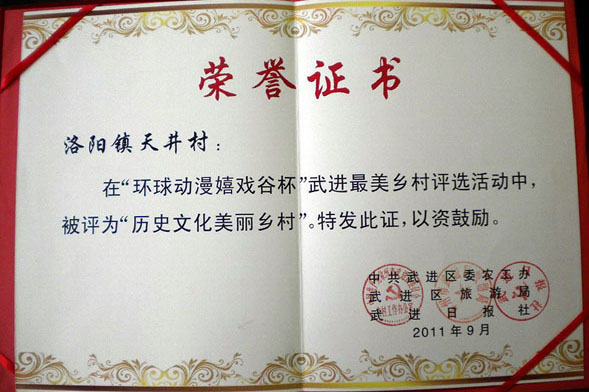 荣誉证书
洛阳镇天井村：
在“环球动漫嬉戏谷杯”武进最美乡村评选活动中，
被评为“历史文化美丽乡村”。特发此证，以资鼓励。
中共武进区委农工办
武进区旅游局
武进日报社
2011年9月